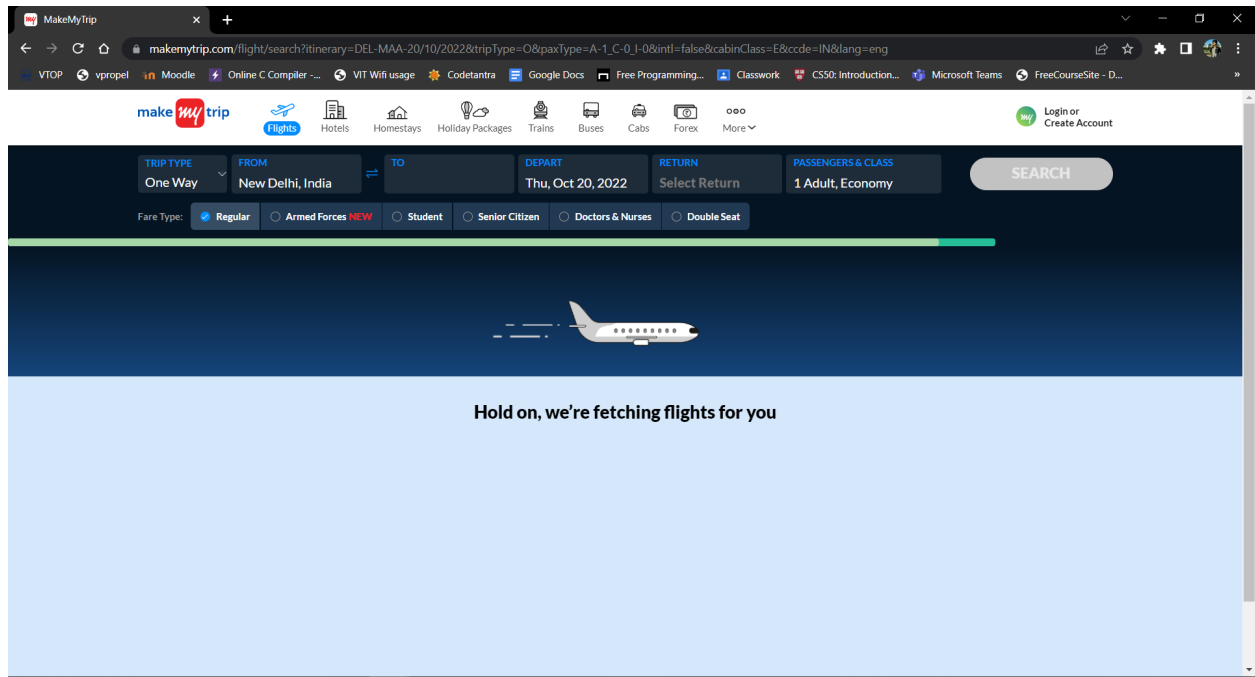 MakeMyTrip
makemytrip.com/flight/search?itinerary=DEL-MAA-20/10/2022&tripType=O&paxType=A-1_C-0_I-0&intl=false&cabinClass=E&ccde=IN&lang=eng
VTOP vpropel Moodle Online C Compiler -... VIT Wifi usage Codetantra Google Docs Free Programming... Classwork CS50: Introduction... Microsoft Teams FreeCourseSite - D... »
make my trip Flights Hotels Homestays Holiday Packages Trains Buses Cabs Forex More my Login or
Create Account
TRIP TYPE FROM TO DEPART RETURN PASSENGERS & CLASS
One Way New Delhi, India Thu, Oct 20, 2022 Select Return 1 Adult, Economy SEARCH
Fare Type: Regular Armed Forces NEW Student Senior Citizen Doctors & Nurses Double Seat
Hold on, we're fetching flights for you